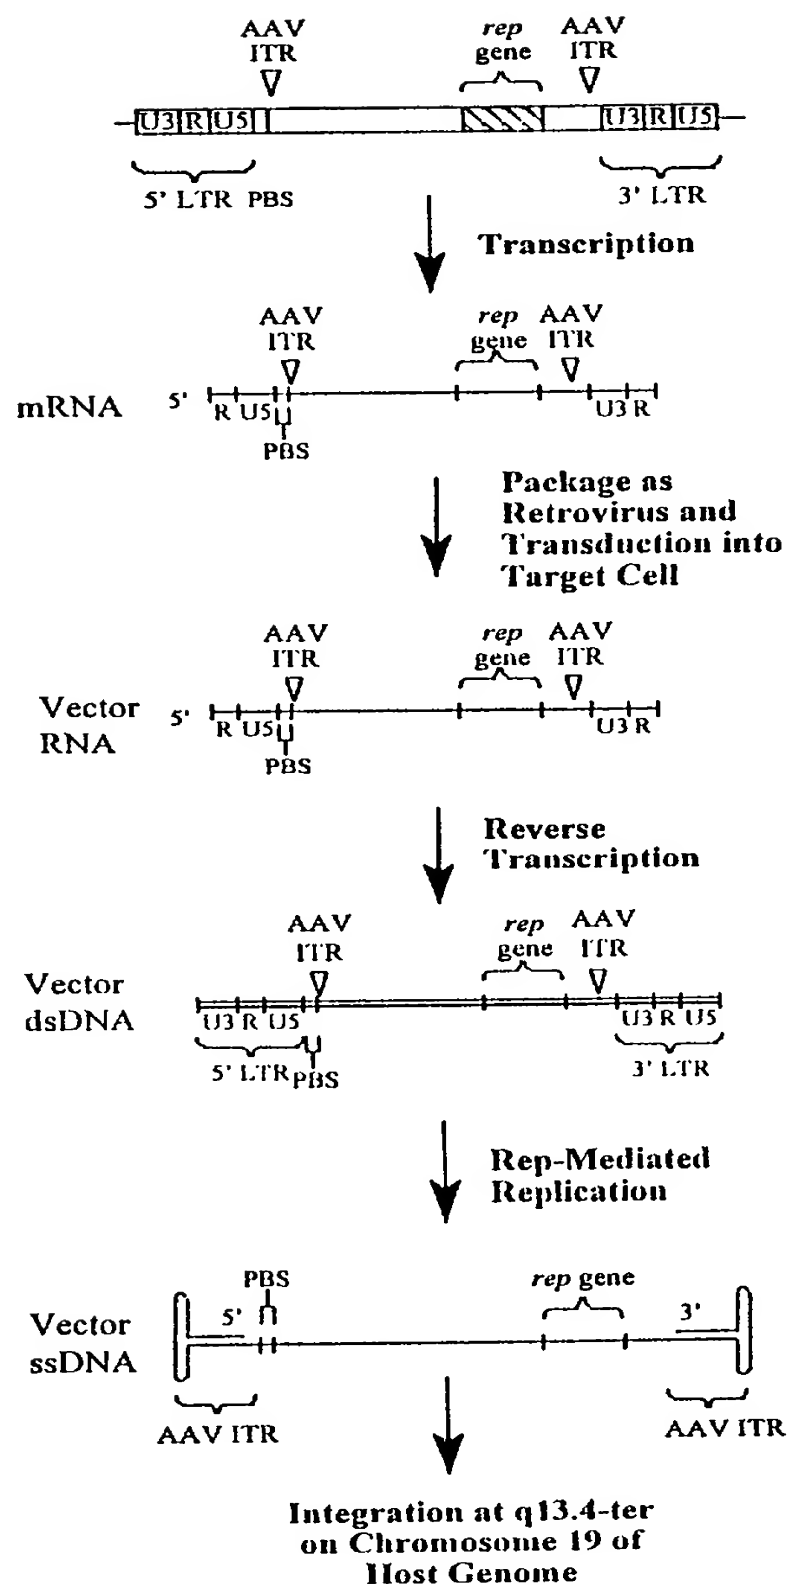 AAV ITR
rep gene
AAV ITR
U3 R U5
U3 R U5
5' LTR PBS
3' LTR
Transcription
AAV ITR
rep gene
AAV ITR
mRNA
5'
R U5
U3 R
PBS
Package as
Retrovirus and
Transduction into
Target Cell
AAV ITR
rep gene
AAV ITR
Vector
RNA
5'
R U5
U3 R
PBS
Reverse
Transcription
AAV ITR
rep gene
AAV ITR
Vector
dsDNA
U3 R U5
U3 R U5
5' LTR PBS
3' LTR
Rep-Mediated
Replication
PBS
rep gene
5'
3'
Vector
ssDNA
AAV ITR
AAV ITR
Integration at q13.4-ter
on Chromosome 19 of
Host Genome